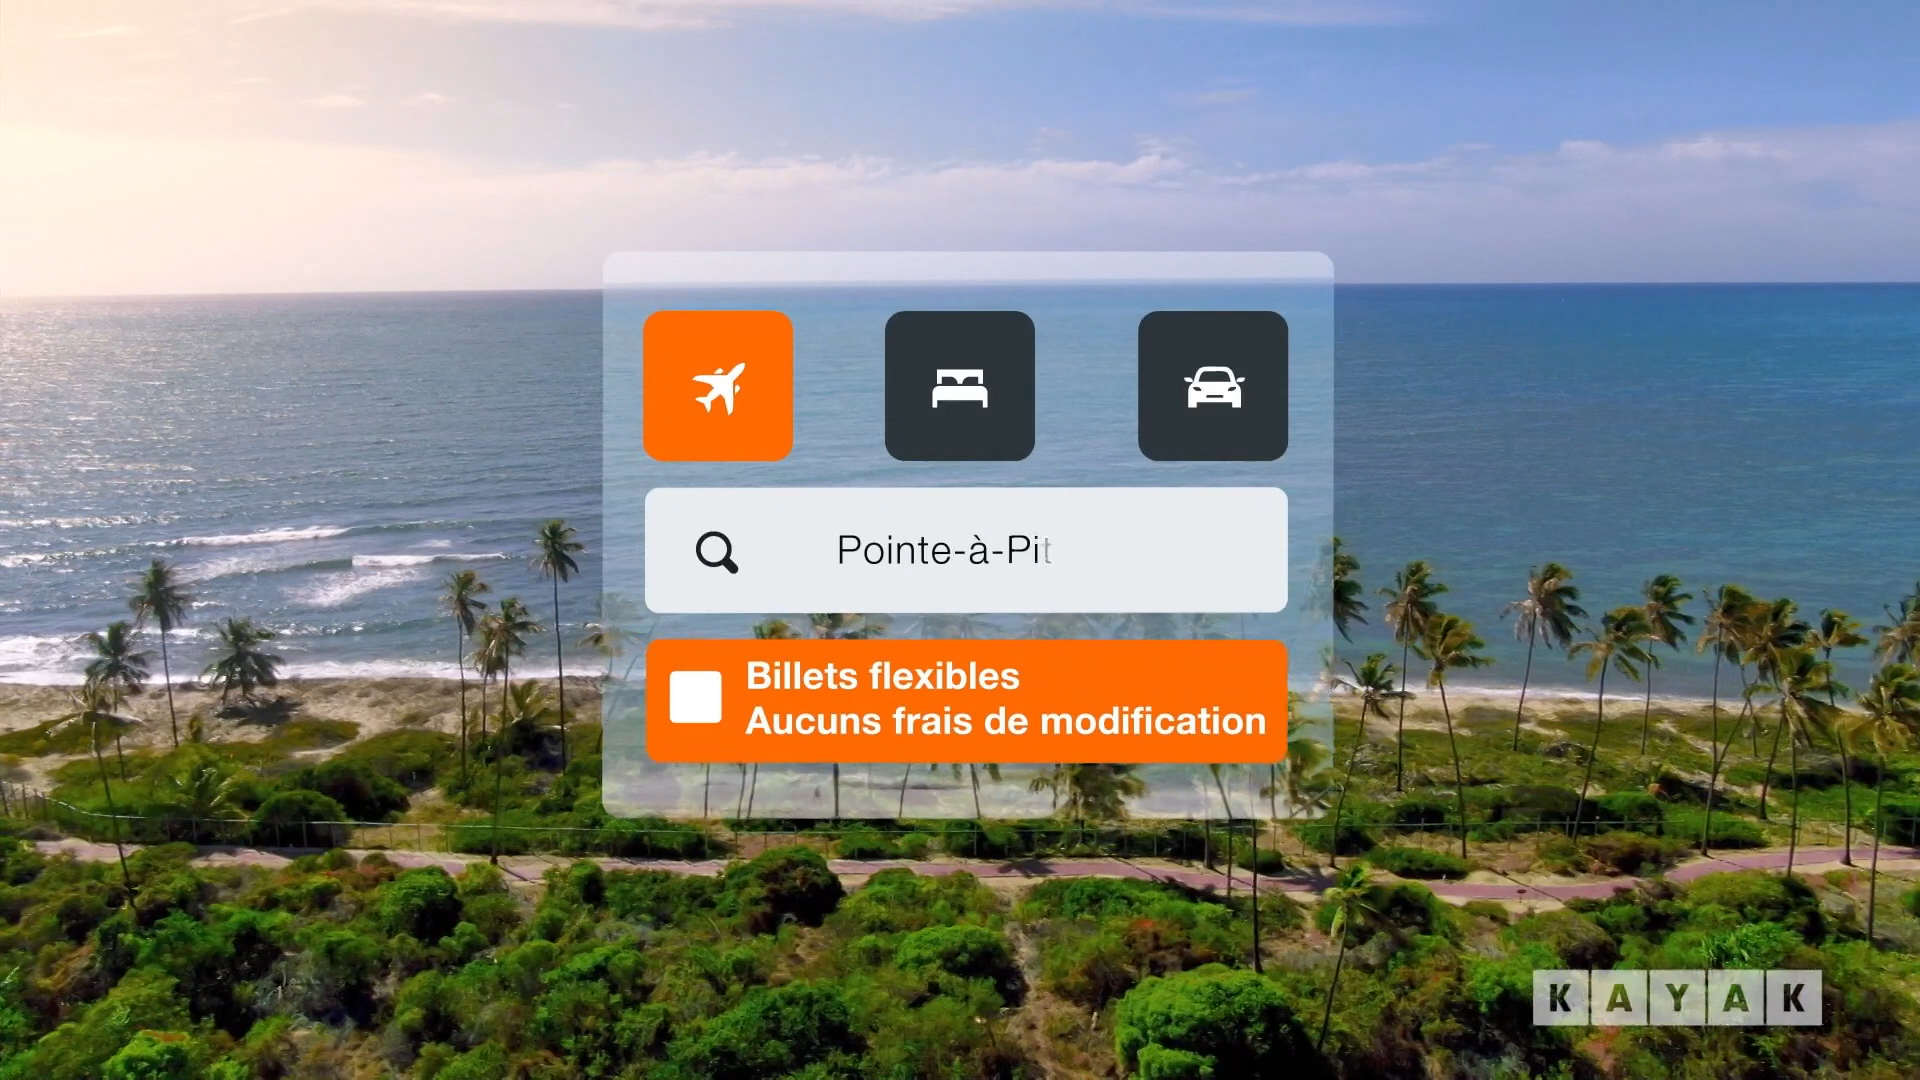 Pointe-à-Pit
Billets flexibles
Aucuns frais de modification
KAYAK